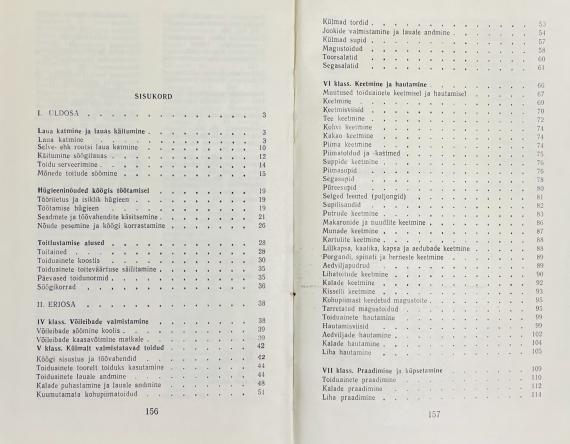 SISUKORD
I. ÜLDOSA 3
Laua katmine ja lauas käitumine 3
Laua katmine 3
Selve- ehk rootsi laua katmine 10
Käitumine söögilauas 12
Toidu serveerimine 14
Mõnede toitude söömine 15
Hügieeninõuded köögis töötamisel 19
Tööriietus ja isiklik hügieen 19
Töötamise hügieen 19
Seadmete ja töövahendite käsitsemine 21
Nõude pesemine ja köögi korrastamine 26
Toitlustamise alused 28
Toitained 28
Toiduainete koostis 30
Toiduainete toiteväärtuse säilitamine 35
Päevased toidunormid 35
Söögikorrad 36
II. ERIOSA 38
IV klass. Võileibade valmistamine 38
Võileibade söömine koolis 39
Võileibade kaasavõtmine matkale 39
V klass. Külmalt valmistatavad toidud 42
Köögi sisustus ja töövahendid 42
Toiduainete toorelt toiduks kasutamine 44
Toiduainete lauale andmine 44
Kalade puhastamine ja lauale andmine 48
Kuumutamata kohupiimatoidud 51
156
Külmad tordid 53
Jookide valmistamine ja lauale andmine 54
Külmad supid 57
Magustoidud 58
Toorsalatid 60
Segasalatid 61
VI klass. Keetmine ja hautamine 66
Muutused toiduainete keetmisel ja hautamisel 67
Keetmine 69
Keetmisviisid 70
Tee keetmine 72
Kohvi keetmine 74
Kakao keetmine 74
Piima keetmine 74
Piimatoidud ja -kastmed 75
Suppide keetmine 76
Piimasupid 76
Segasupid 78
Püreesupid 80
Selged leemed (puljongid) 81
Supilisandid 82
Putrude keetmine 83
Makaronide ja nuudlite keetmine 86
Munade keetmine 87
Kartulite keetmine 88
Lillkapsa, kaalika, kapsa ja aedubade keetmine 88
Porgandi, spinati ja herneste keetmine 89
Aedviljapudrud 89
Lihatoitude keetmine 90
Kalade keetmine 92
Kisselli keetmine 93
Kohupiimast keedetud magustoite 95
Tarretatud magustoidud 95
Toiduainete hautamine 99
Hautamisviisid 99
Aedviljade hautamine 102
Kalade hautamine 104
Liha hautamine 105
VII klass. Praadimine ja küpsetamine 109
Toiduainete praadimine 110
Kalade praadimine 112
Liha praadimine 114
157